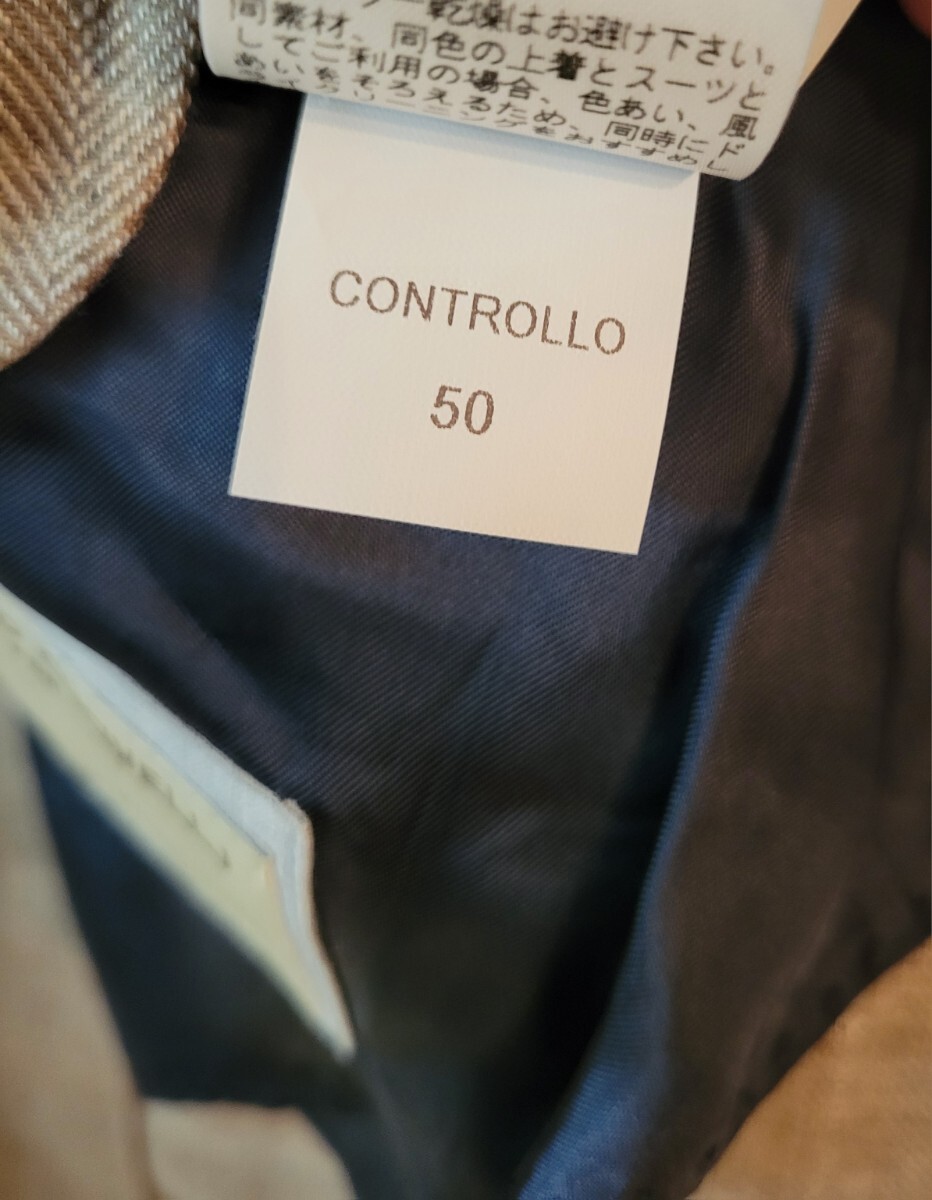 乾燥はお避け下さい。
同素材、同色の上着とスーツと
してご利用の場合、色あい、風
あいをそろえるため、同時にド
CONTROLLO
50